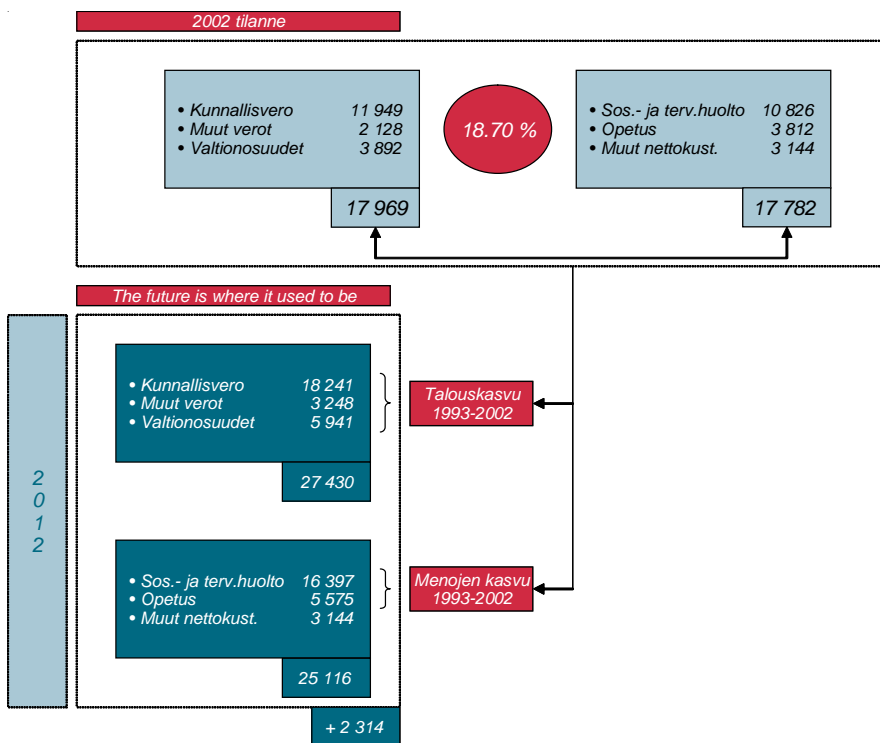 2002 tilanne
• Kunnallisvero 11 949
• Muut verot 2 128
• Valtionosuudet 3 892
17 969
18.70 %
• Sos.- ja terv.huolto 10 826
• Opetus 3 812
• Muut nettokust. 3 144
17 782
The future is where it used to be
2
0
1
2
• Kunnallisvero 18 241
• Muut verot 3 248
• Valtionosuudet 5 941
27 430
Talouskasvu
1993-2002
• Sos.- ja terv.huolto 16 397
• Opetus 5 575
• Muut nettokust. 3 144
25 116
Menojen kasvu
1993-2002
+ 2 314